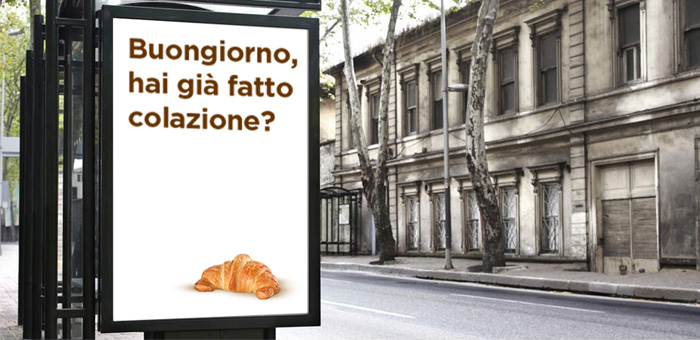 Buongiorno,
hai già fatto
colazione?